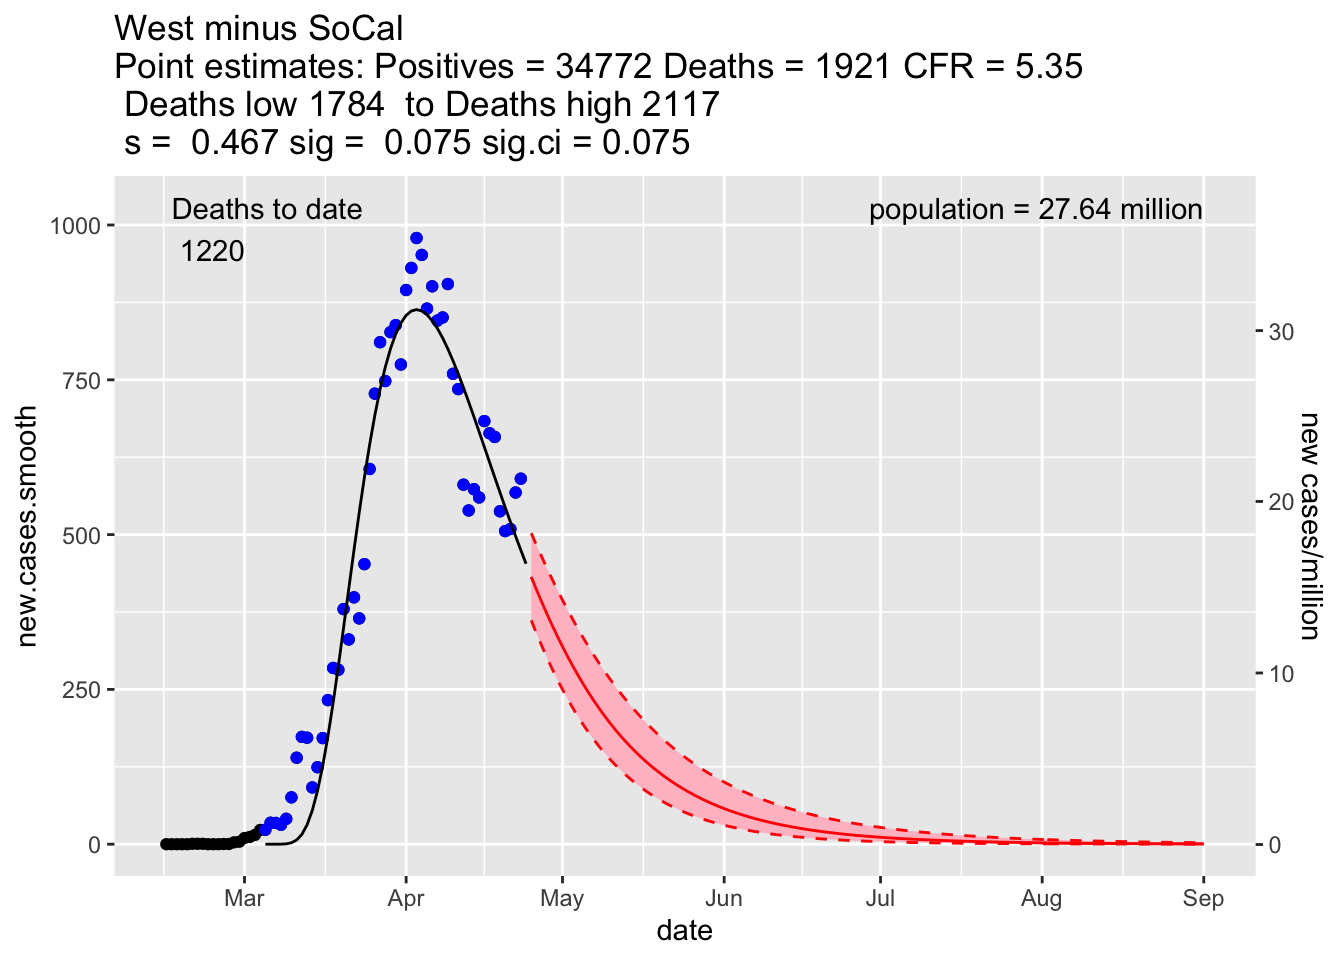 West minus SoCal
Point estimates: Positives = 34772 Deaths = 1921 CFR = 5.35
Deaths low 1784  to Deaths high 2117
s =  0.467 sig =  0.075 sig.ci = 0.075
Deaths to date
1220
population = 27.64 million
1000
750
500
250
0
new.cases.smooth
30
20
10
0
new cases/million
Mar
Apr
May
Jun
Jul
Aug
Sep
date